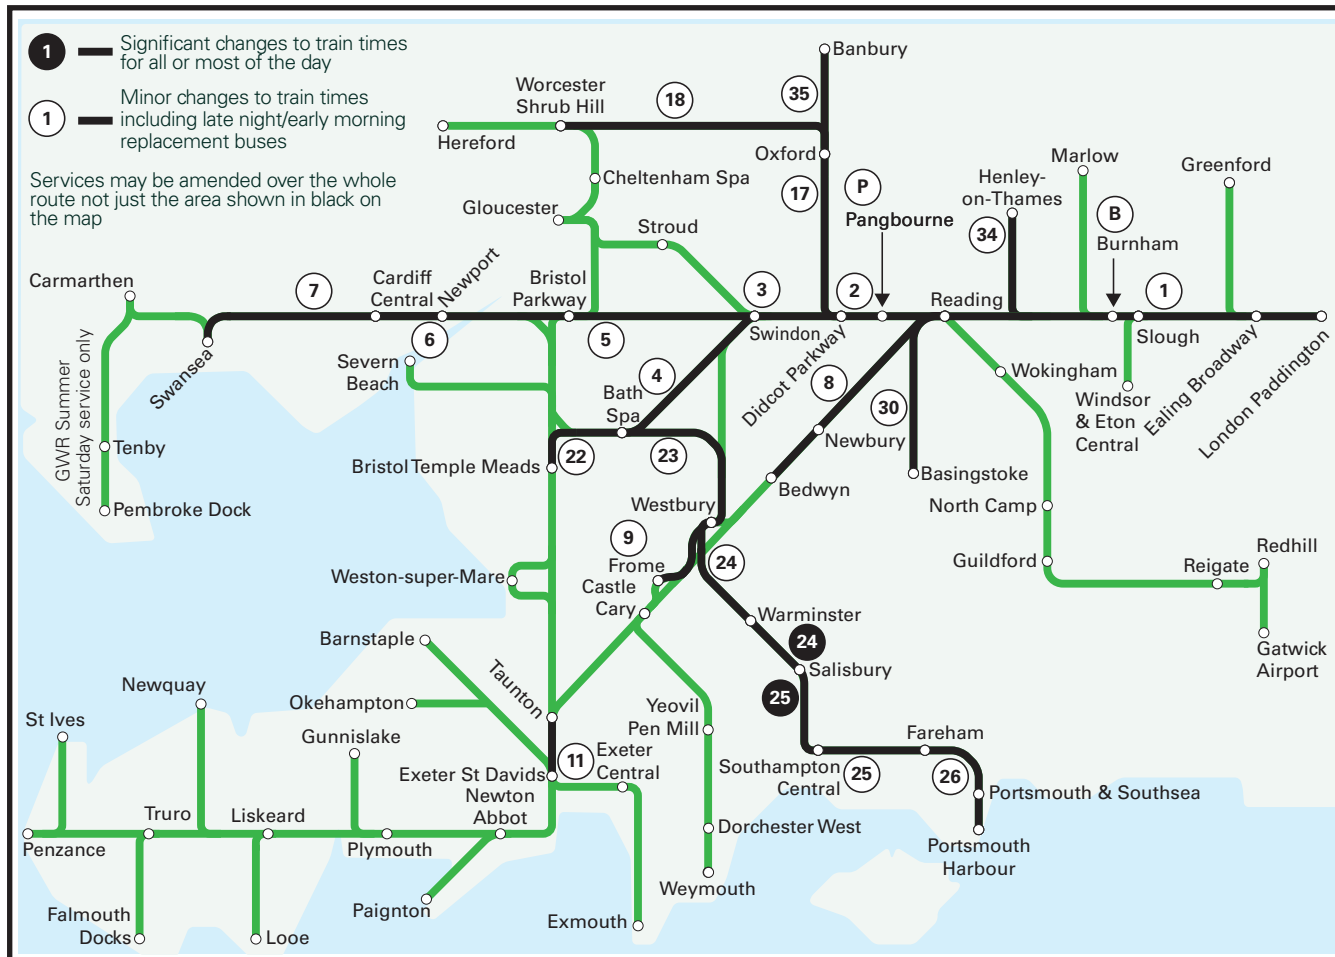 1
Significant changes to train times
for all or most of the day
1
Minor changes to train times
including late night/early morning
replacement buses
Services may be amended over the whole
route not just the area shown in black on
the map
Banbury
35
Worcester
Shrub Hill
18
Hereford
Oxford
17
Cheltenham Spa
Gloucester
Stroud
P
Pangbourne
Henley-
on-Thames
34
Marlow
B
Burnham
Greenford
Carmarthen
7
Cardiff
Central
Newport
6
Bristol
Parkway
5
3
Swindon
2
Didcot Parkway
Reading
1
Slough
Ealing Broadway
London Paddington
Swansea
GWR Summer
Saturday service only
Tenby
Pembroke Dock
Severn
Beach
4
Bath
Spa
8
30
Wokingham
Windsor
& Eton
Central
Newbury
Basingstoke
Bristol Temple Meads
22
23
Bedwyn
Westbury
North Camp
9
Frome
Castle
Cary
24
Guildford
Reigate
Redhill
Weston-super-Mare
Warminster
24
Salisbury
Gatwick
Airport
Barnstaple
Taunton
Newquay
Okehampton
25
Yeovil
Pen Mill
St Ives
Gunnislake
11
Exeter
Central
Exeter St Davids
Newton
Abbot
Southampton
Central
25
Fareham
26
Portsmouth & Southsea
Portsmouth
Harbour
Truro
Liskeard
Penzance
Plymouth
Dorchester West
Weymouth
Falmouth
Docks
Looe
Paignton
Exmouth